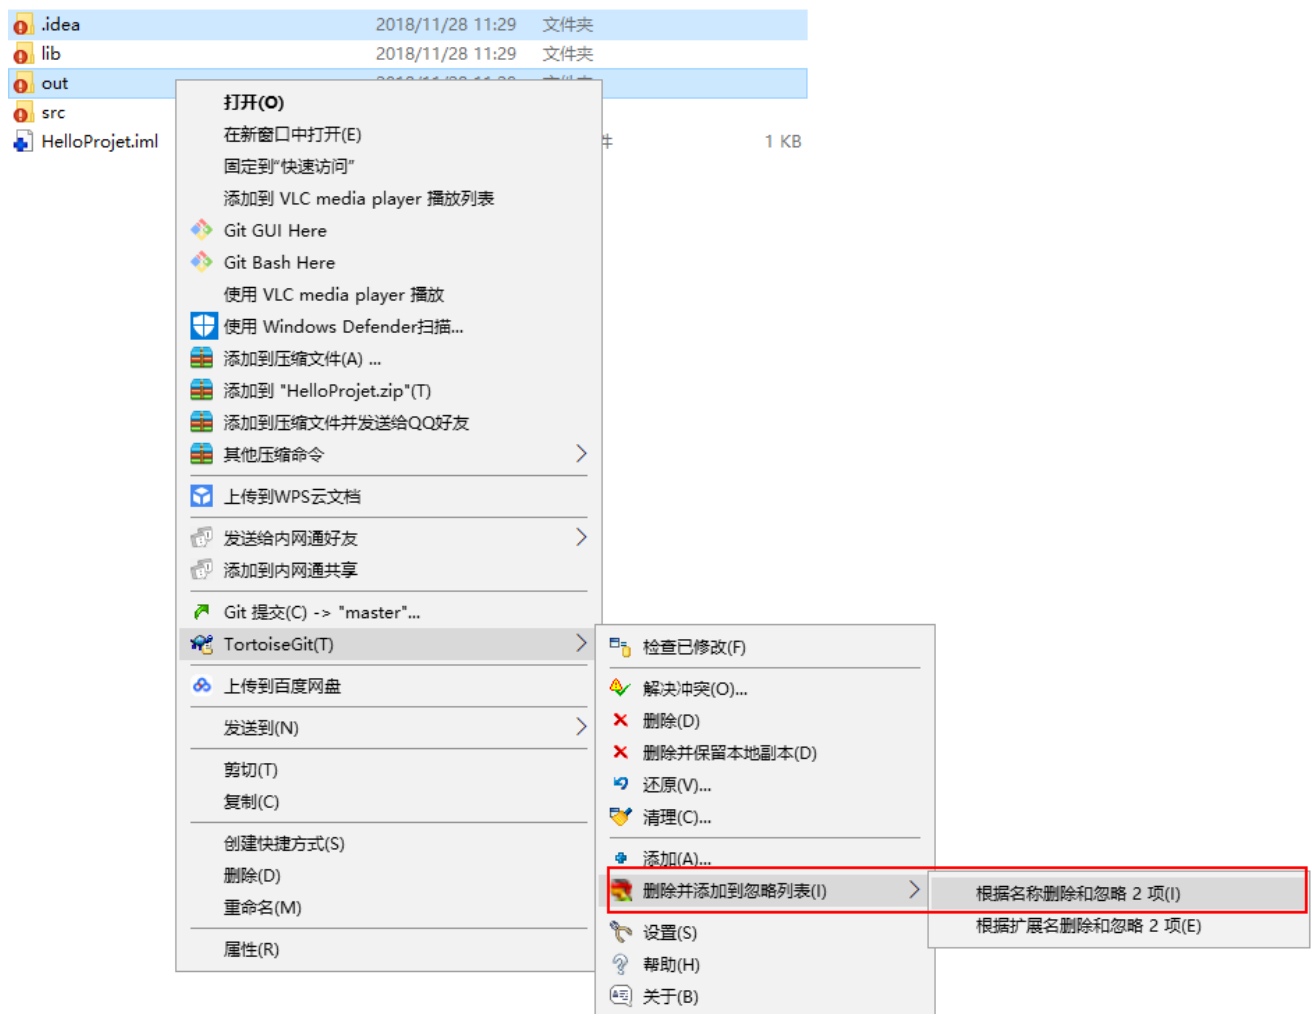 .idea 2018/11/28 11:29 文件夹
lib 2018/11/28 11:29 文件夹
out
src
HelloProjet.iml 件 1 KB
打开(O)
在新窗口中打开(E)
固定到“快速访问”
添加到 VLC media player 播放列表
Git GUI Here
Git Bash Here
使用 VLC media player 播放
使用 Windows Defender扫描...
添加到压缩文件(A) ...
添加到 "HelloProjet.zip"(T)
添加到压缩文件并发送给QQ好友
其他压缩命令
上传到WPS云文档
发送给内网通好友
添加到内网通共享
Git 提交(C) -> "master"...
TortoiseGit(T)
上传到百度网盘
发送到(N)
剪切(T)
复制(C)
创建快捷方式(S)
删除(D)
重命名(M)
属性(R)
检查已修改(F)
解决冲突(O)...
删除(D)
删除并保留本地副本(D)
还原(V)...
清理(C)...
添加(A)...
删除并添加到忽略列表(I)
设置(S)
帮助(H)
关于(B)
根据名称删除和忽略 2 项(I)
根据扩展名删除和忽略 2 项(E)